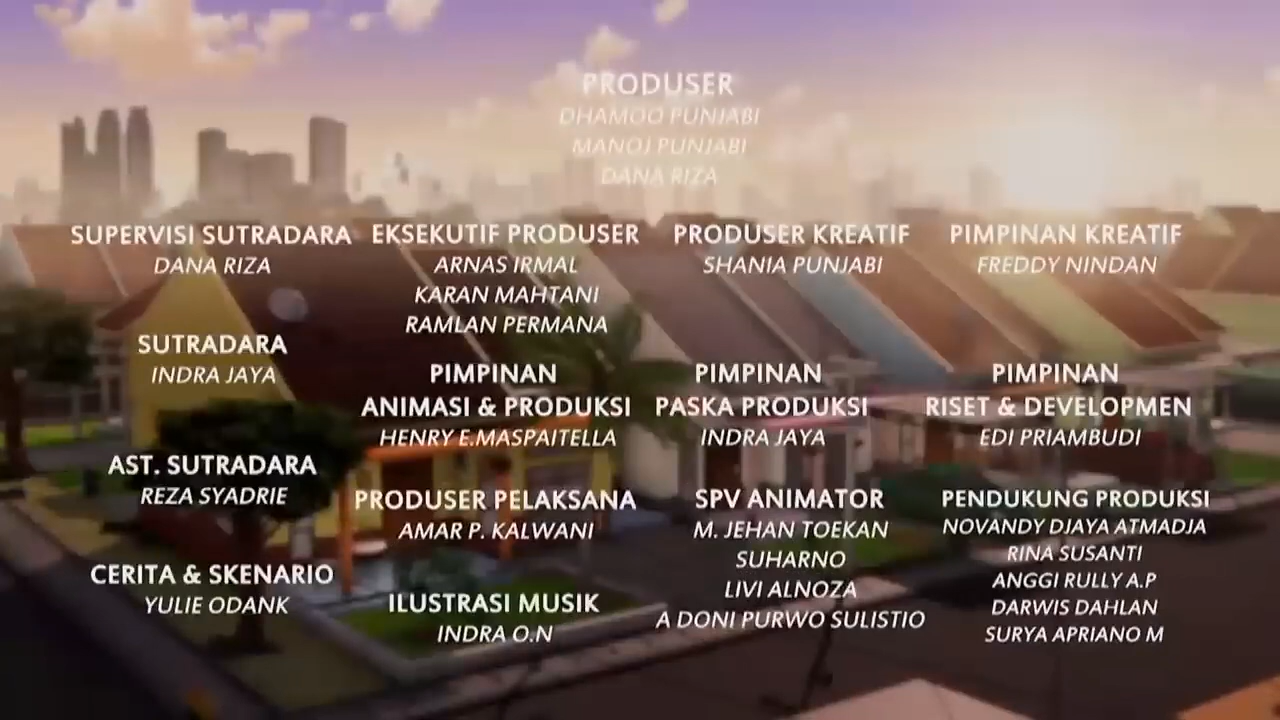 PRODUSER
DHAMOO PUNJABI
MANOJ PUNJABI
DANA RIZA
SUPERVISI SUTRADARA
DANA RIZA
SUTRADARA
INDRA JAYA
AST. SUTRADARA
REZA SYADRIE
CERITA & SKENARIO
YULIE ODANK
EKSEKUTIF PRODUSER
ARNAS IRMAL
KARAN MAHTANI
RAMLAN PERMANA
PIMPINAN
ANIMASI & PRODUKSI
HENRY E.MASPAITELLA
PRODUSER PELAKSANA
AMAR P. KALWANI
ILUSTRASI MUSIK
INDRA O.N
PRODUSER KREATIF
SHANIA PUNJABI
PIMPINAN
PASKA PRODUKSI
INDRA JAYA
SPV ANIMATOR
M. JEHAN TOEKAN
SUHARNO
LIVI ALNOZA
A DONI PURWO SULISTIO
PIMPINAN KREATIF
FREDDY NINDAN
PIMPINAN
RISET & DEVELOPMEN
EDI PRIAMBUDI
PENDUKUNG PRODUKSI
NOVANDY DJAYA ATMADJA
RINA SUSANTI
ANGGI RULLY A.P
DARWIS DAHLAN
SURYA APRIANO M